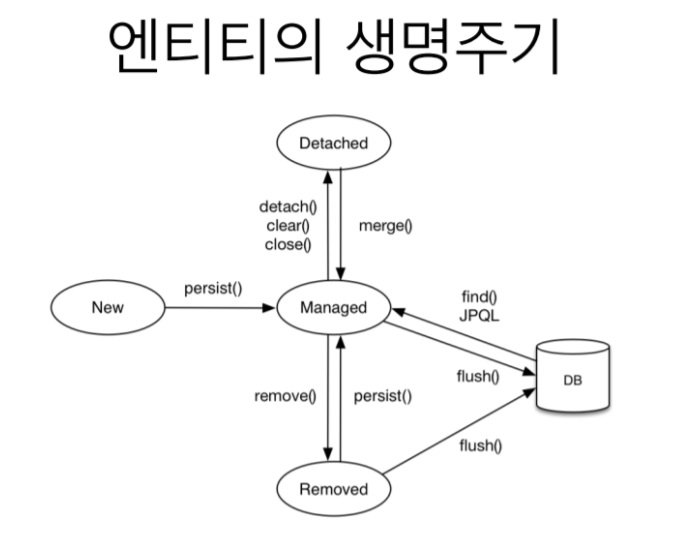 엔티티의 생명주기
Detached
detach()
clear()
close()
merge()
New
persist()
Managed
find()
JPQL
flush()
DB
remove()
persist()
flush()
Removed